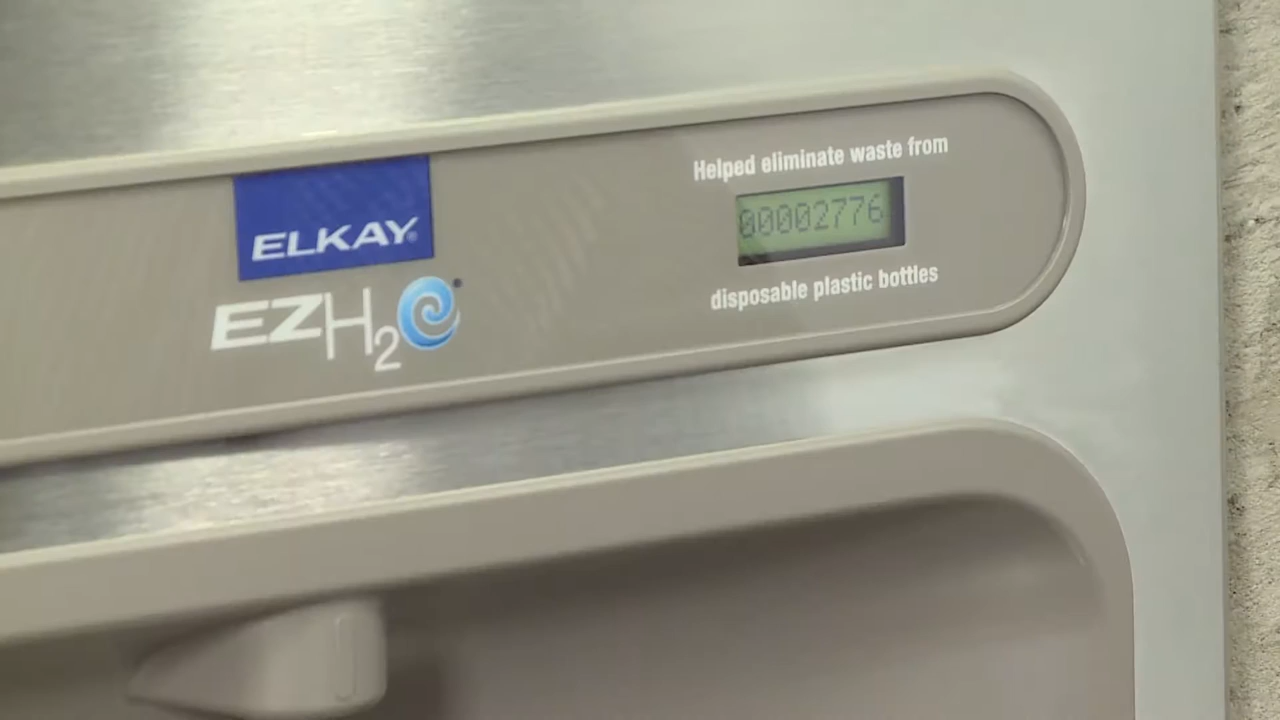 ELKAY®
EZH2O®
Helped eliminate waste from
00002776
disposable plastic bottles